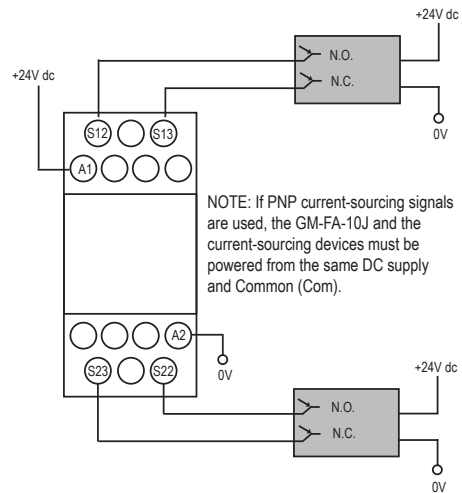 +24V dc
N.O.
N.C.
0V
+24V dc
S12
S13
A1
NOTE: If PNP current-sourcing signals
are used, the GM-FA-10J and the
current-sourcing devices must be
powered from the same DC supply
and Common (Com).
A2
0V
S23
S22
+24V dc
N.O.
N.C.
0V